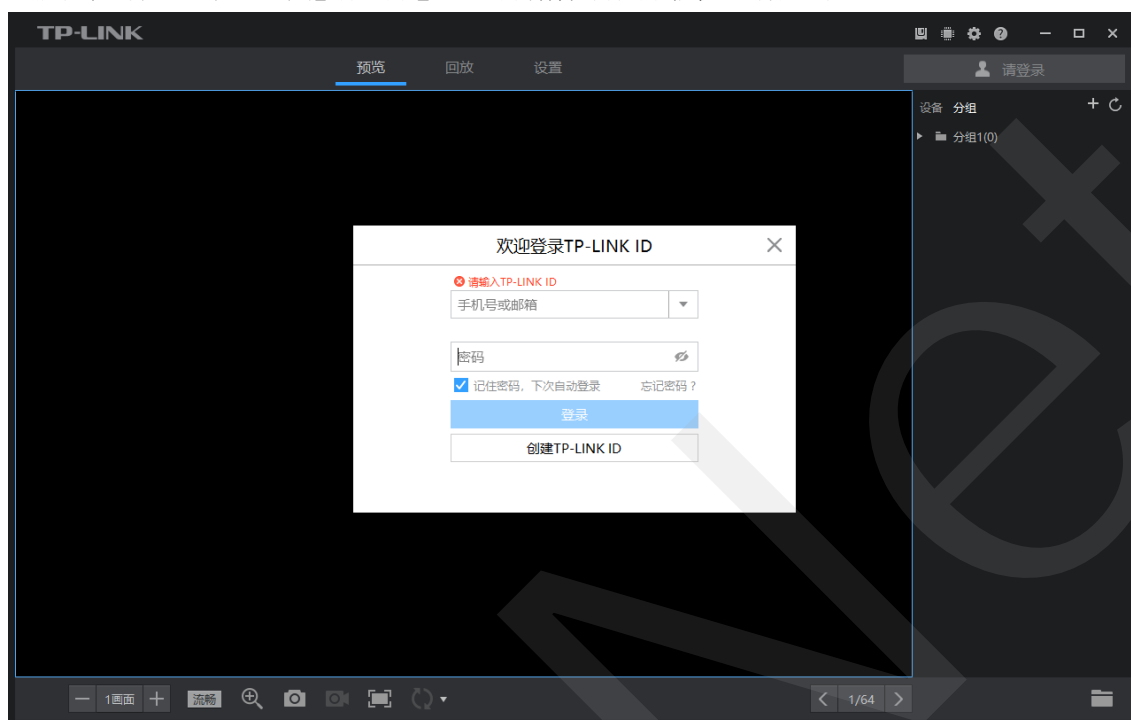 TP-LINK
预览 回放 设置
请登录
设备 分组
分组1(0)
欢迎登录TP-LINK ID
请输入TP-LINK ID
手机号或邮箱
密码
记住密码，下次自动登录 忘记密码？
登录
创建TP-LINK ID
1画面 流畅 1/64